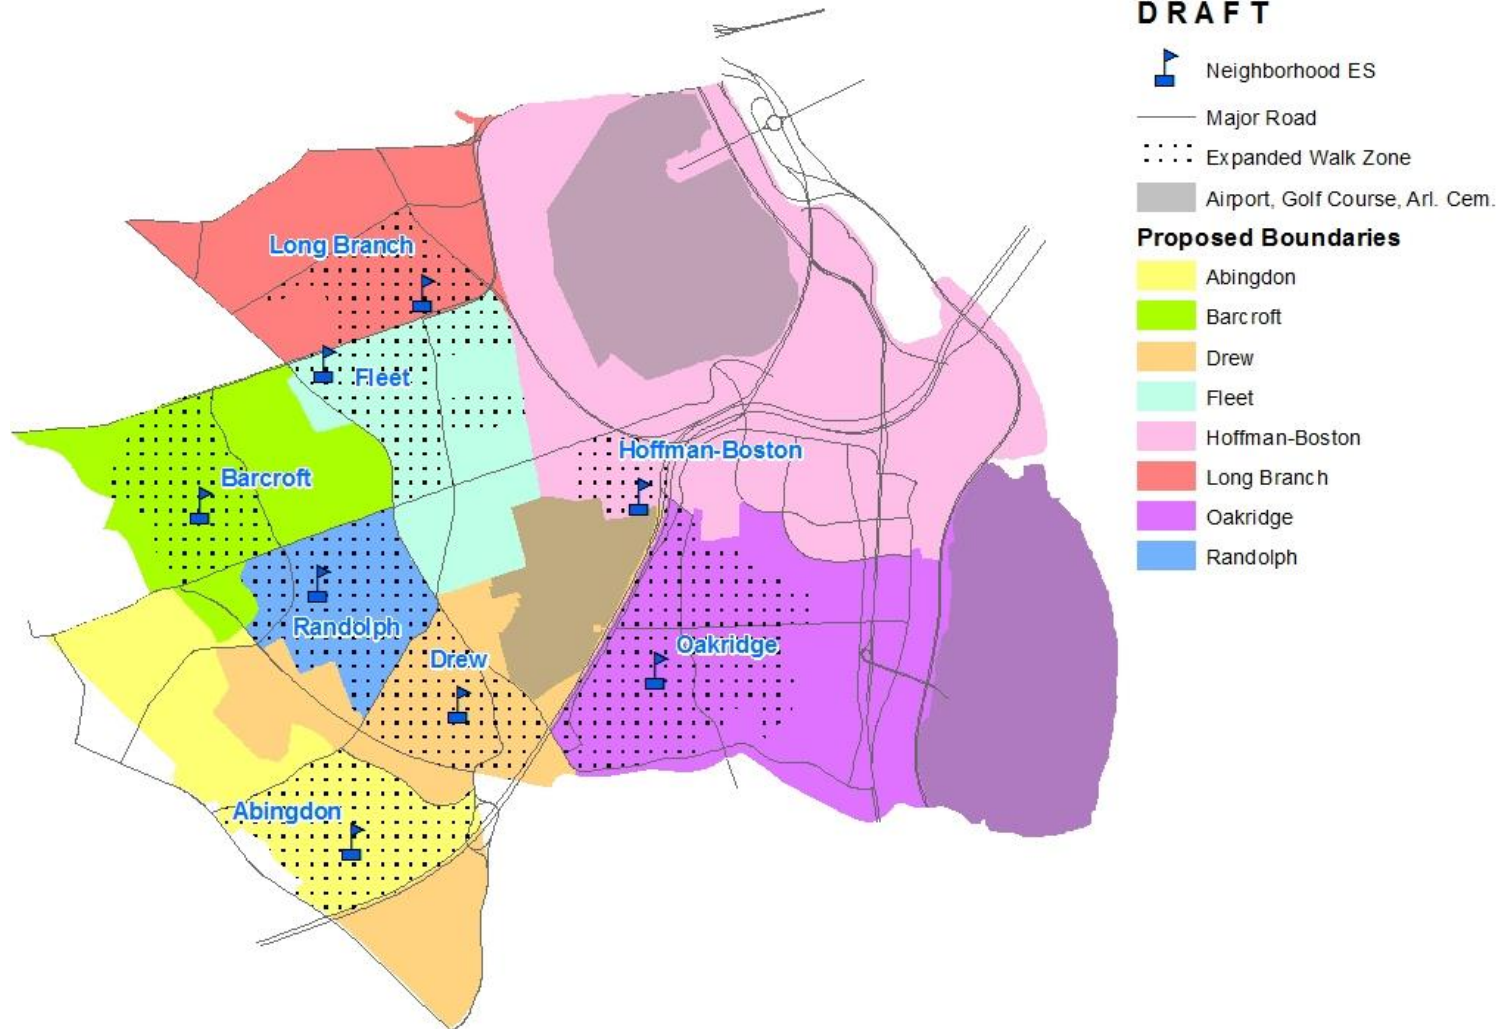 DRAFT
Neighborhood ES
Major Road
Expanded Walk Zone
Airport, Golf Course, Arl. Cem.
Proposed Boundaries
Abingdon
Barcroft
Drew
Fleet
Hoffman-Boston
Long Branch
Oakridge
Randolph
Long Branch
Fleet
Hoffman-Boston
Barcroft
Randolph
Oakridge
Drew
Abingdon